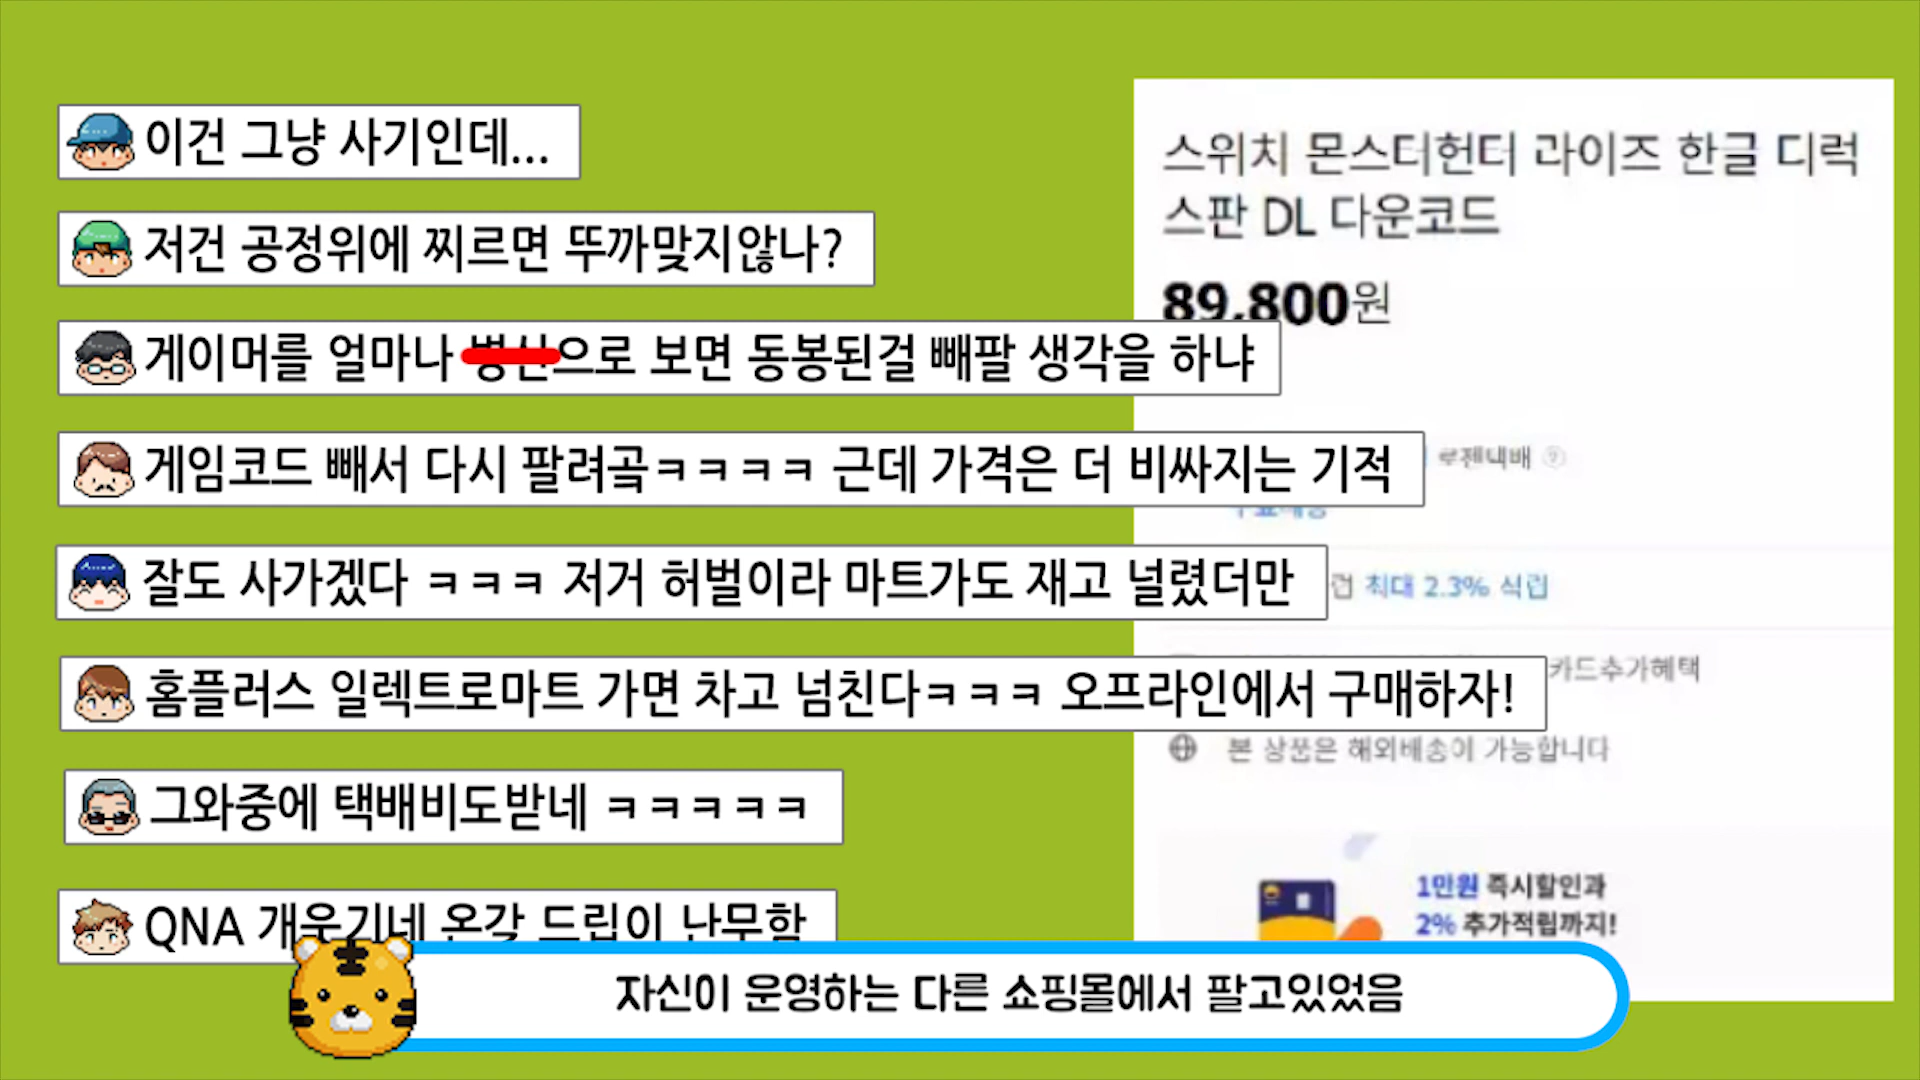 이건 그냥 사기인데...
저건 공정위에 찌르면 뚜까맞지않나?
게이머를 얼마나 병신으로 보면 동봉된걸 빼팔 생각을 하냐
게임코드 빼서 다시 팔려곸ㅋㅋㅋㅋ 근데 가격은 더 비싸지는 기적
잘도 사가겠다 ㅋㅋㅋ 저거 허벌이라 마트가도 재고 널렸더만
홈플러스 일렉트로마트 가면 차고 넘친다ㅋㅋㅋ 오프라인에서 구매하자!
그와중에 택배비도받네 ㅋㅋㅋㅋㅋ
QNA 개웃기네 온갖 드립이 난무함
스위치 몬스터헌터 라이즈 한글 디럭
스판 DL 다운코드
89,800원
로젠택배
무료배송
럽 최대 2.3% 적립
카드추가혜택
본 상품은 해외배송이 가능합니다
1만원 즉시할인과
2% 추가적립까지!
자신이 운영하는 다른 쇼핑몰에서 팔고있었음